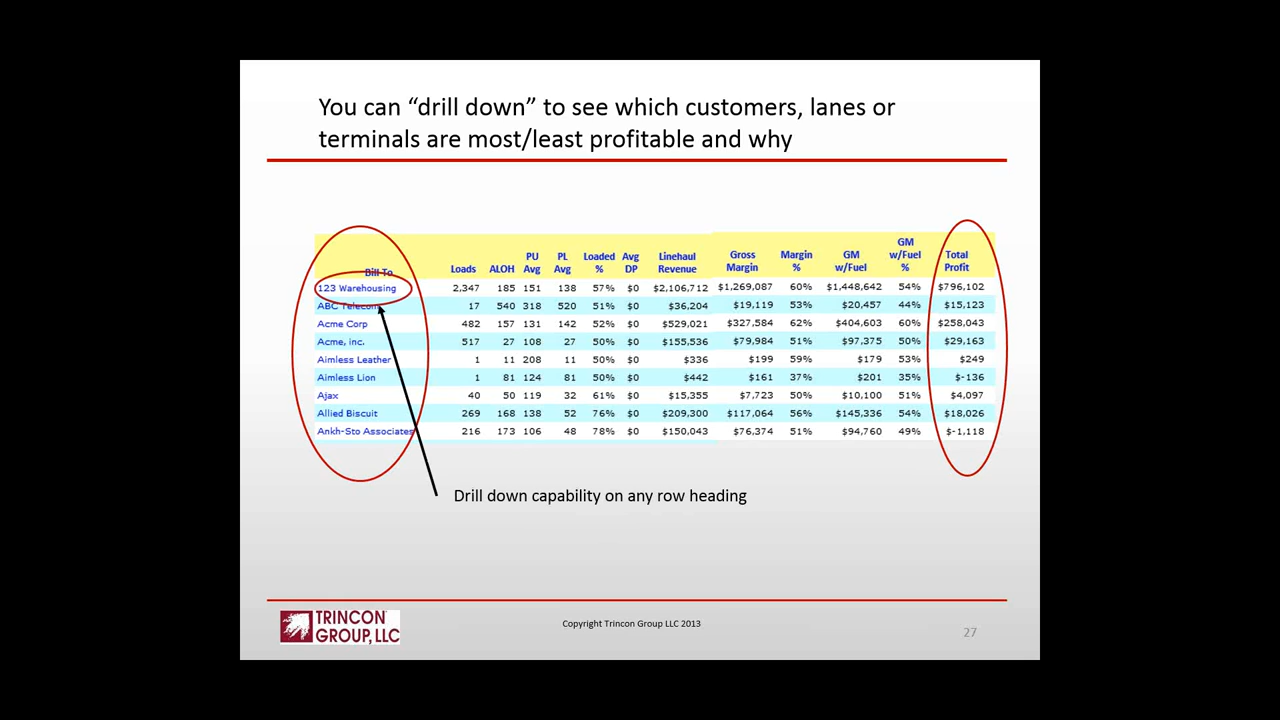 You can “drill down” to see which customers, lanes or
terminals are most/least profitable and why
Bill To Loads ALOH PU Avg PL Avg Loaded % Avg DP Linehaul Revenue Gross Margin Margin % GM w/Fuel GM w/Fuel % Total Profit
123 Warehousing 2,347 185 151 138 57% $0 $2,106,712 $1,269,087 60% $1,448,642 54% $796,102
ABC Telecom 17 540 318 520 51% $0 $36,204 $19,119 53% $20,457 44% $15,123
Acme Corp 482 157 131 142 52% $0 $529,021 $327,584 62% $404,603 60% $258,043
Acme, inc. 517 27 108 27 50% $0 $155,536 $79,984 51% $97,375 50% $29,163
Aimless Leather 1 11 208 11 50% $0 $336 $199 59% $179 53% $249
Aimless Lion 1 81 124 81 50% $0 $442 $161 37% $201 35% $-136
Ajax 40 50 119 32 61% $0 $15,355 $7,723 50% $10,100 51% $4,097
Allied Biscuit 269 168 138 52 76% $0 $209,300 $117,064 56% $145,336 54% $18,026
Ankh-Sto Associates 216 173 106 48 78% $0 $150,043 $76,374 51% $94,760 49% $-1,118
Drill down capability on any row heading
TRINCON
GROUP, LLC
Copyright Trincon Group LLC 2013
27